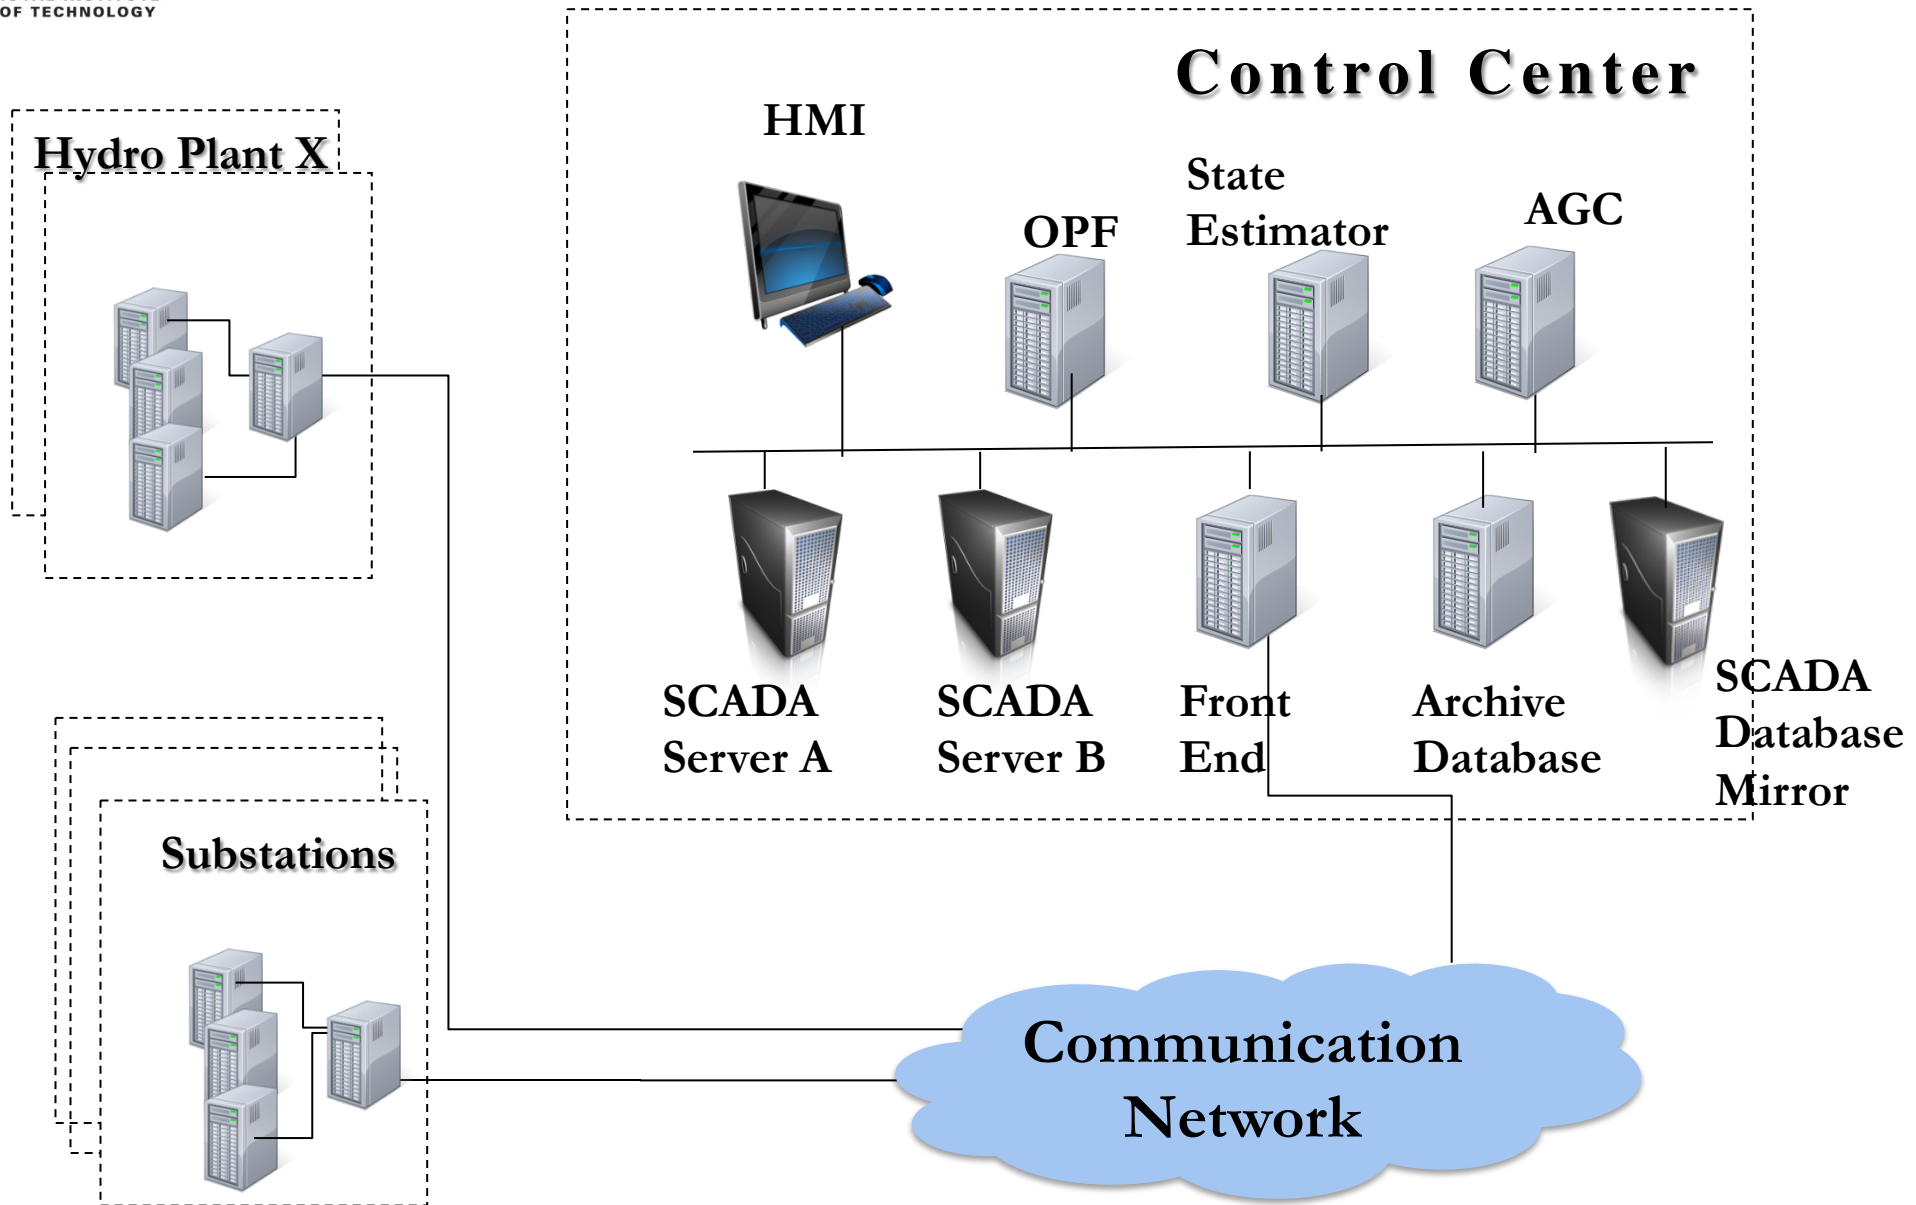 OF TECHNOLOGY
Control Center
HMI
Hydro Plant X
State
Estimator
OPF
AGC
SCADA
Server A
SCADA
Server B
Front
End
Archive
Database
SCADA
Database
Mirror
Substations
Communication
Network